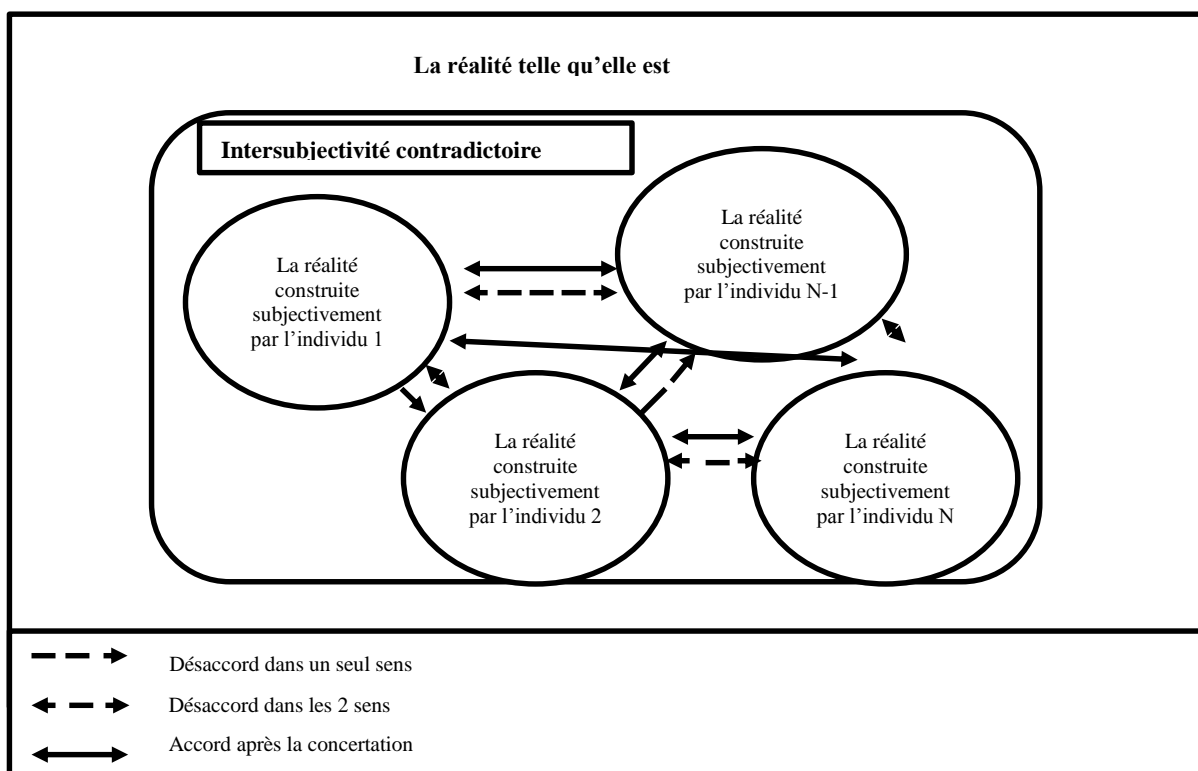 La réalité telle qu’elle est
Intersubjectivité contradictoire
La réalité
construite
subjectivement
par l’individu 1
La réalité
construite
subjectivement
par l’individu N-1
La réalité
construite
subjectivement
par l’individu 2
La réalité
construite
subjectivement
par l’individu N
Désaccord dans un seul sens
Désaccord dans les 2 sens
Accord après la concertation